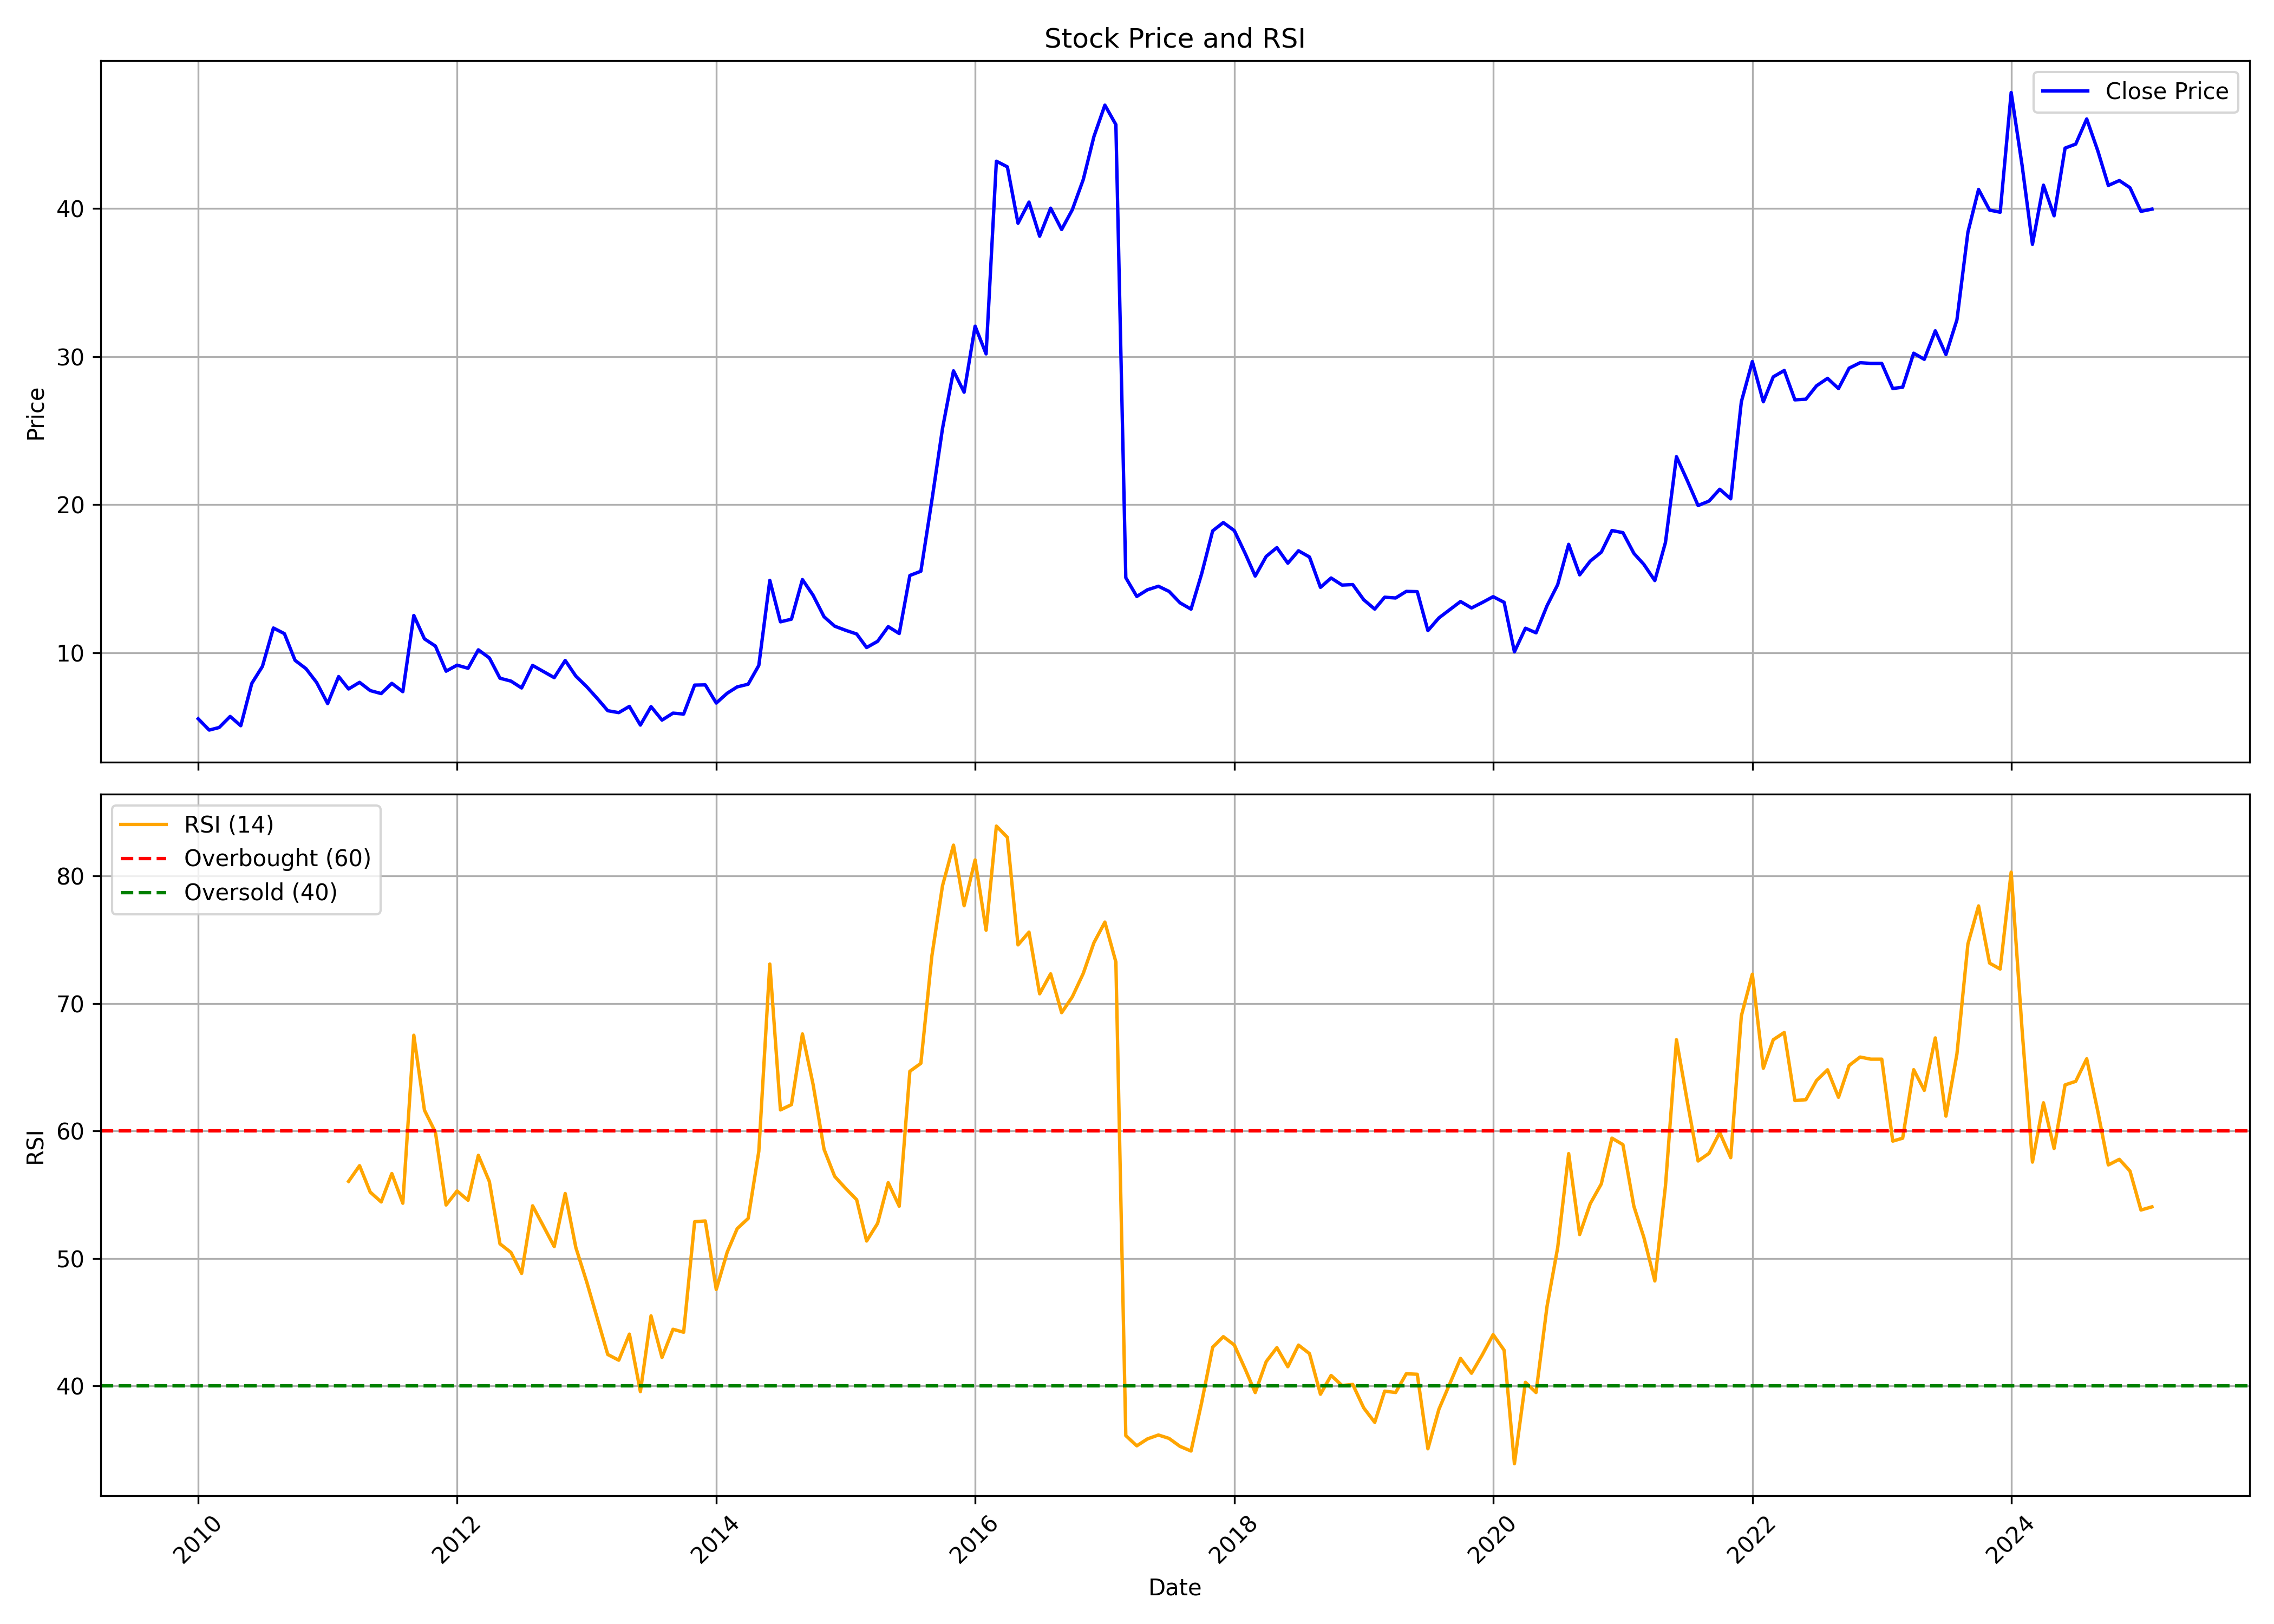 Stock Price and RSI
Close Price
Price
40
30
20
10
RSI (14)
Overbought (60)
Oversold (40)
RSI
80
70
60
50
40
2010
2012
2014
2016
2018
2020
2022
2024
Date